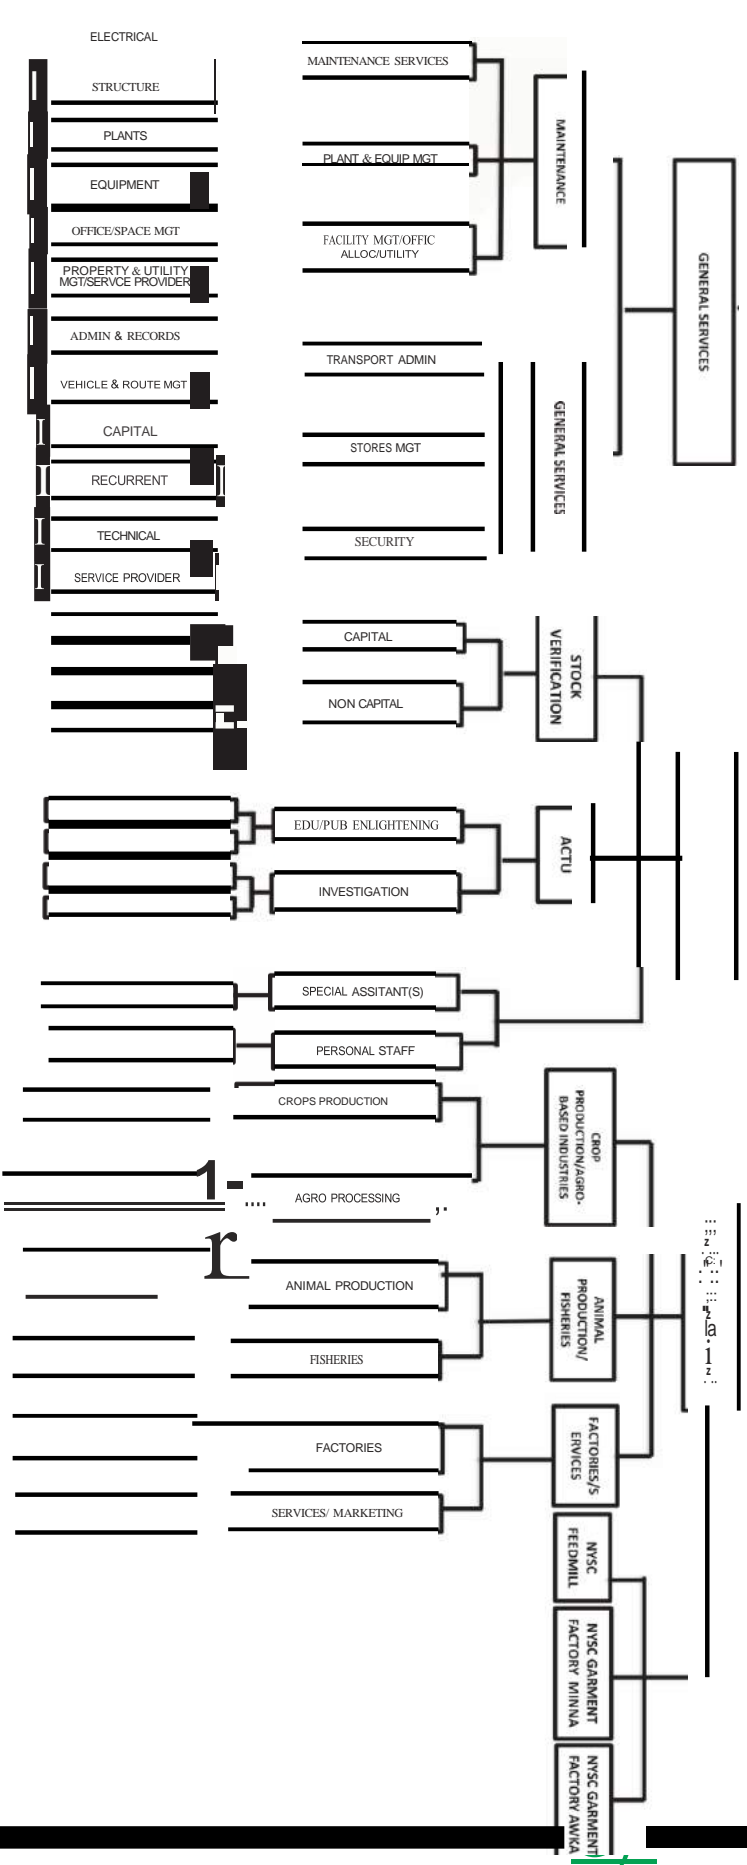 ELECTRICAL
STRUCTURE
PLANTS
EQUIPMENT
OFFICE/SPACE MGT
PROPERTY & UTILITY
MGT/SERVCE PROVIDER
ADMIN & RECORDS
VEHICLE & ROUTE MGT
CAPITAL
RECURRENT
TECHNICAL
SERVICE PROVIDER
MAINTENANCE SERVICES
PLANT & EQUIP MGT
FACILITY MGT/OFFIC
ALLOC/UTILITY
TRANSPORT ADMIN
STORES MGT
SECURITY
MAINTENANCE
GENERAL SERVICES
GENERAL SERVICES
CAPITAL
NON CAPITAL
STOCK
VERIFICATION
EDU/PUB ENLIGHTENING
INVESTIGATION
ACTU
SPECIAL ASSITANT(S)
PERSONAL STAFF
CROPS PRODUCTION
AGRO PROCESSING
CROP
PRODUCTION/AGRO-
BASED INDUSTRIES
ANIMAL PRODUCTION
FISHERIES
ANIMAL
PRODUCTION/
FISHERIES
FACTORIES
SERVICES/ MARKETING
FACTORIES/S
ERVICES
NYSC
FEEDMILL
NYSC GARMENT
FACTORY MINNA
NYSC GARMENT
FACTORY AWKA